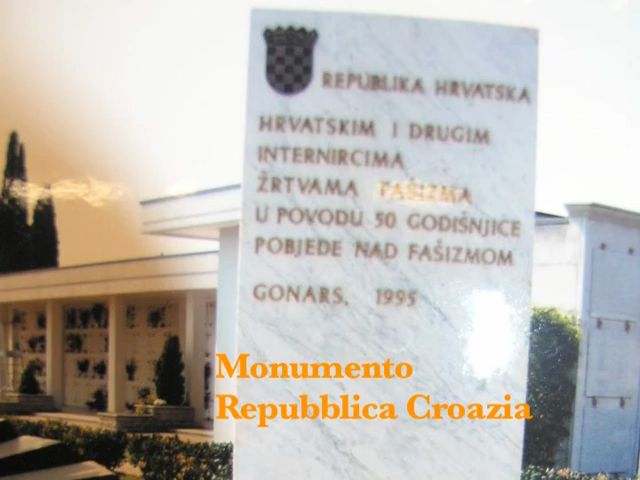 REPUBLIKA HRVATSKA
HRVATSKIM I DRUGIM
INTERNIRCIMA
ŽRTVAMA FAŠIZMA
U POVODU 50 GODIŠNJICE
POBJEDE NAD FAŠIZMOM
GONARS, 1995
Monumento
Repubblica Croazia